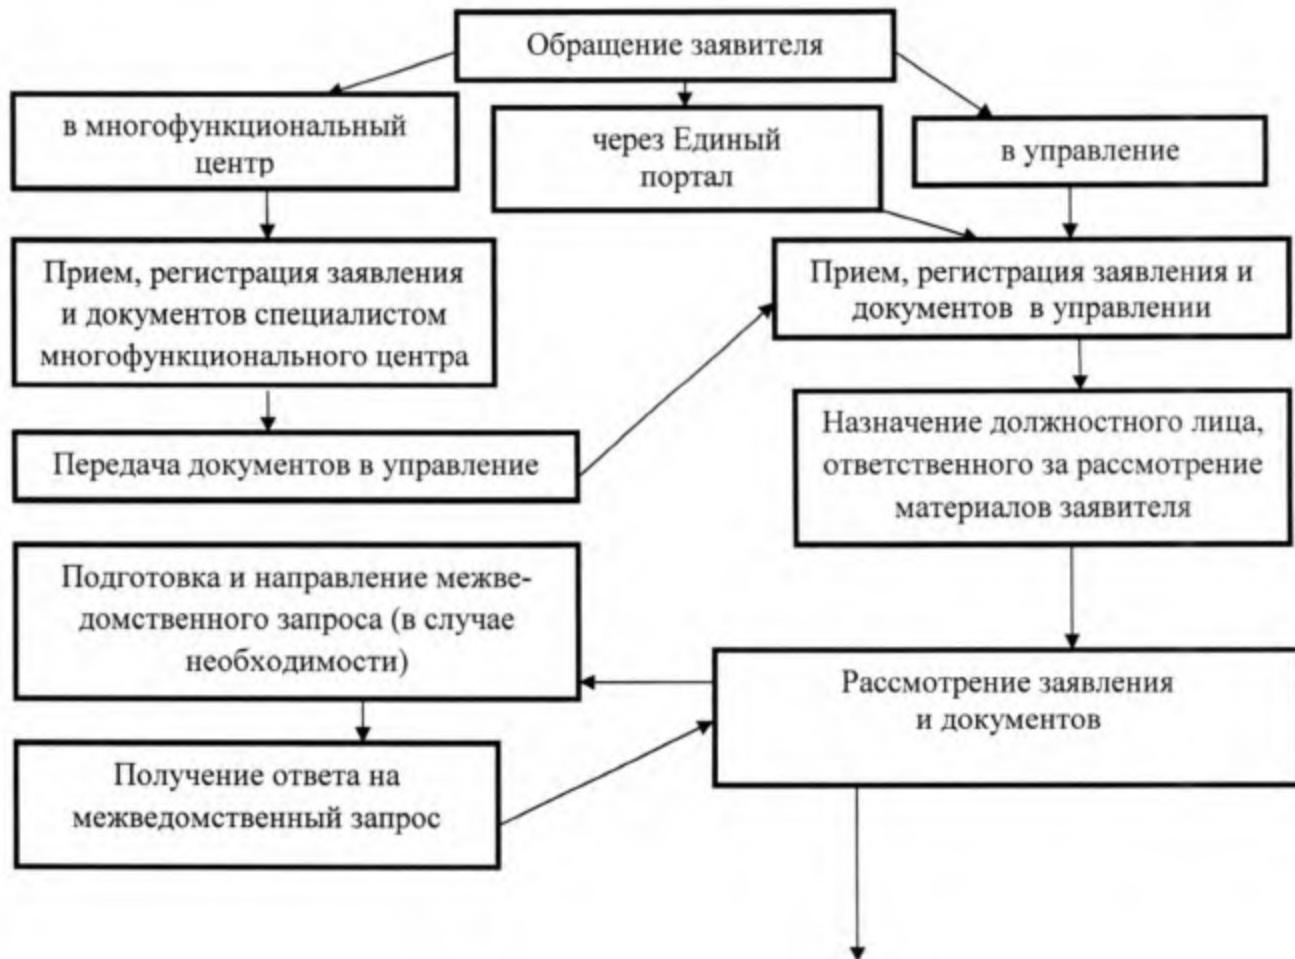 Обращение заявителя
в многофункциональный
центр
через Единый
портал
в управление
Прием, регистрация заявления
и документов специалистом
многофункционального центра
Прием, регистрация заявления и
документов в управлении
Передача документов в управление
Назначение должностного лица,
ответственного за рассмотрение
материалов заявителя
Подготовка и направление межве-
домственного запроса (в случае
необходимости)
Рассмотрение заявления
и документов
Получение ответа на
межведомственный запрос